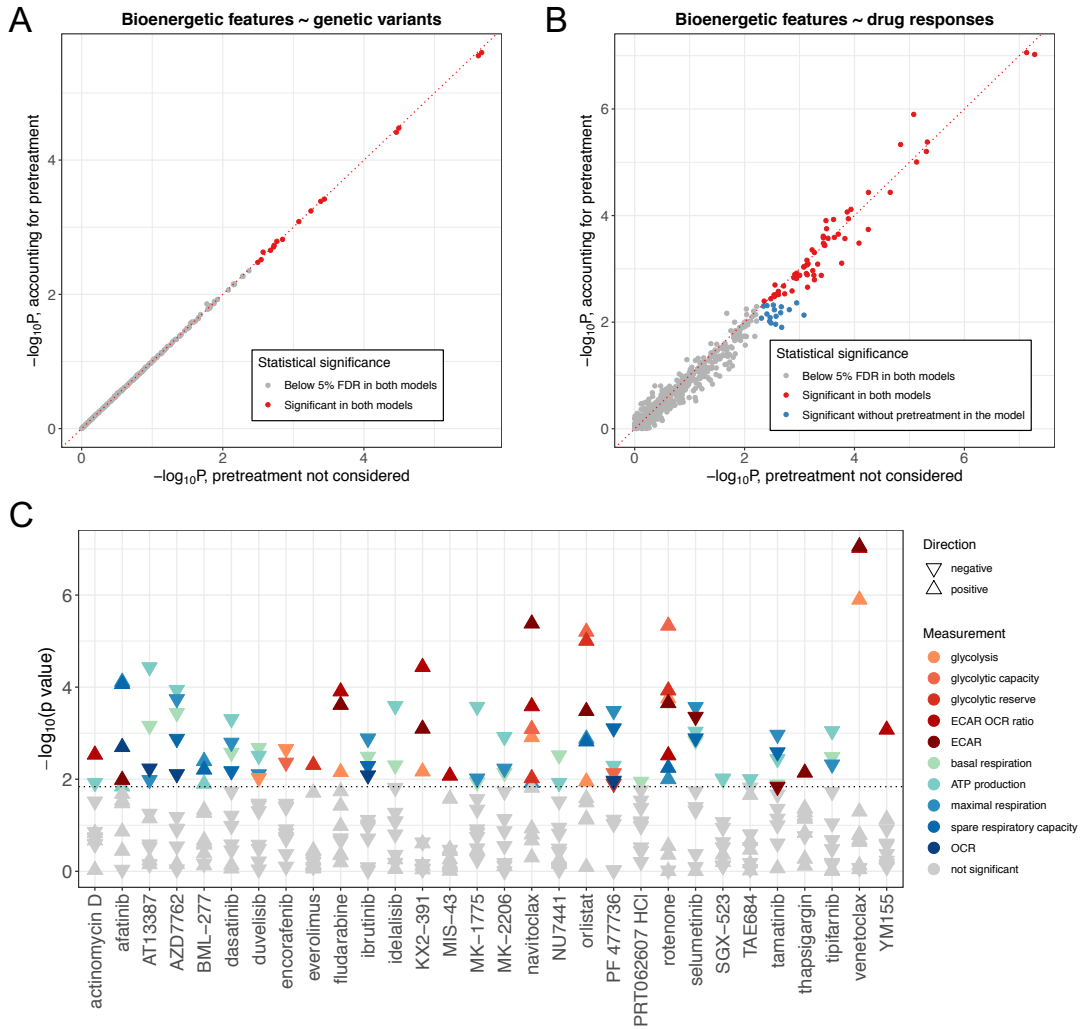 A
Bioenergetic features ~ genetic variants
−log10P, accounting for pretreatment
4
2
0
0
2
4
−log10P, pretreatment not considered
Statistical significance
Below 5% FDR in both models
Significant in both models
B
Bioenergetic features ~ drug responses
−log10P, accounting for pretreatment
6
4
2
0
0
2
4
6
−log10P, pretreatment not considered
Statistical significance
Below 5% FDR in both models
Significant in both models
Significant without pretreatment in the model
C
−log10(p value)
6
4
2
0
actinomycin D
afatinib
AT13387
AZD7762
BML−277
dasatinib
duvelisib
encorafenib
everolimus
fludarabine
ibrutinib
idelalisib
KX2−391
MIS−43
MK−1775
MK−2206
navitoclax
NU7441
orlistat
PF 477736
PRT062607 HCl
rotenone
selumetinib
SGX−523
TAE684
tamatinib
thapsigargin
tipifarnib
venetoclax
YM155
Direction
negative
positive
Measurement
glycolysis
glycolytic capacity
glycolytic reserve
ECAR OCR ratio
ECAR
basal respiration
ATP production
maximal respiration
spare respiratory capacity
OCR
not significant